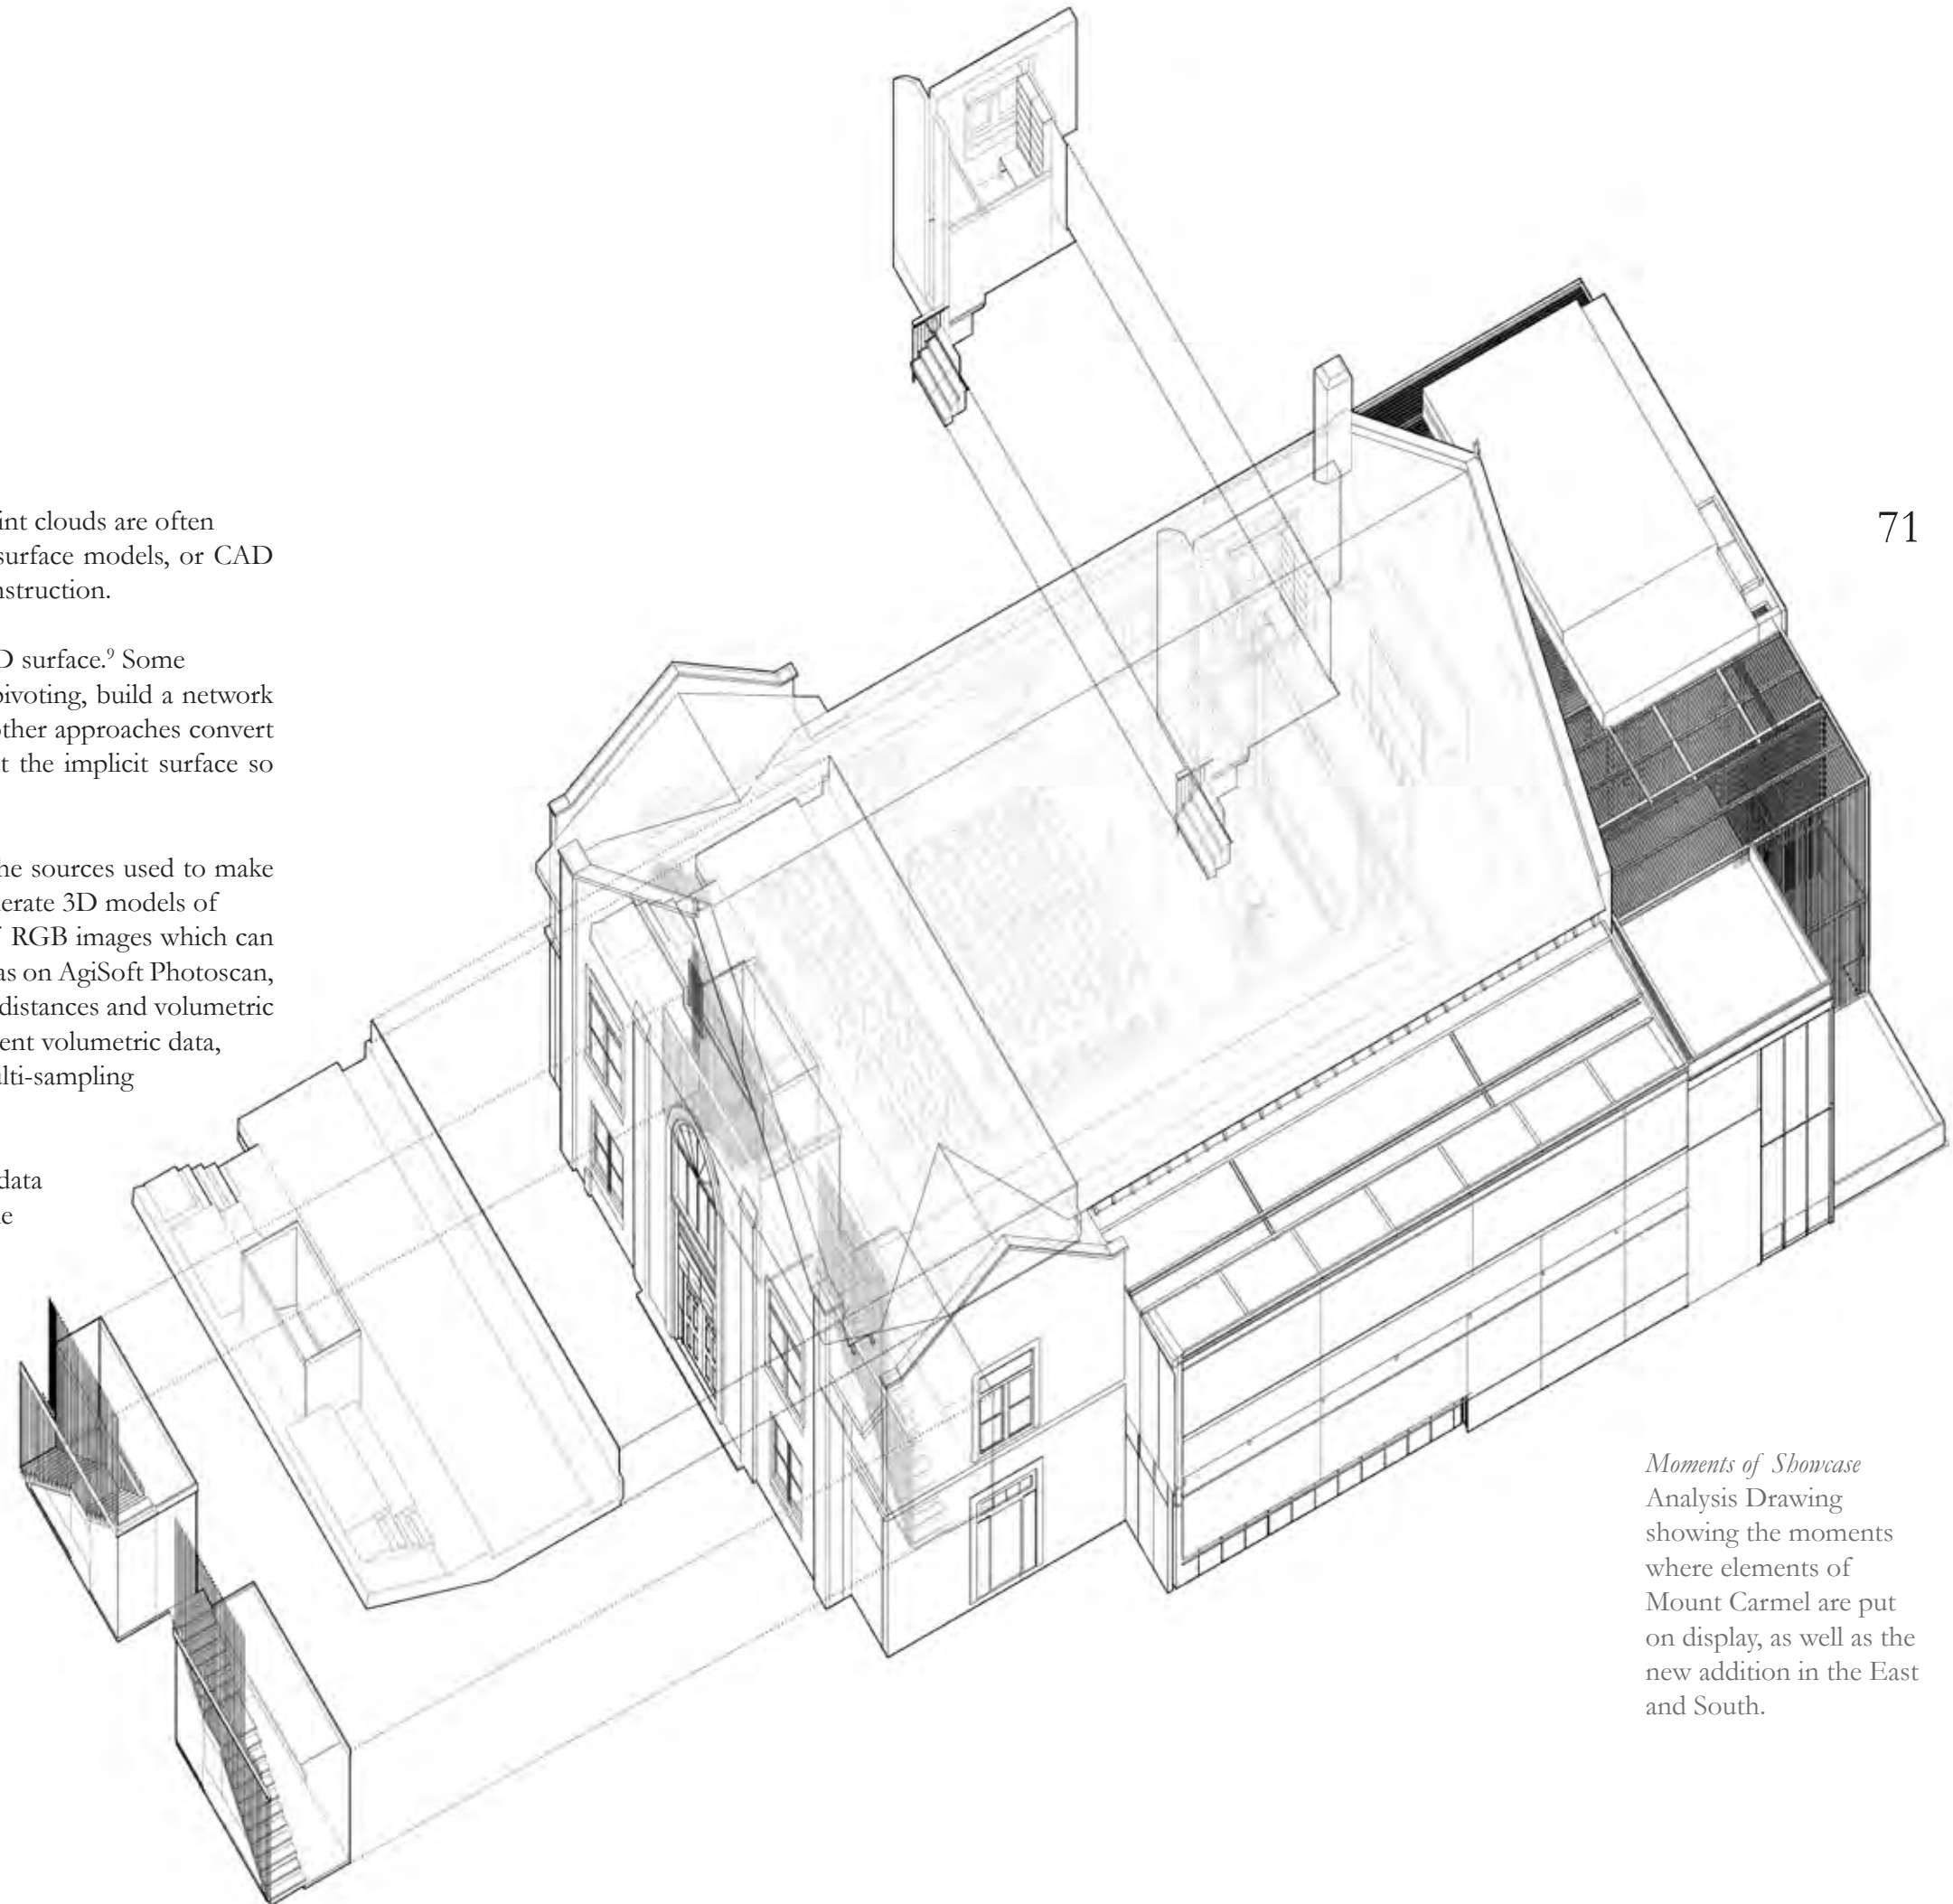 int clouds are often
surface models, or CAD
nstruction.
D surface.⁹ Some
pivoting, build a network
other approaches convert
t the implicit surface so
he sources used to make
nerate 3D models of
f RGB images which can
as on AgiSoft Photoscan,
distances and volumetric
ent volumetric data,
ulti-sampling
data
e
71
Moments of Showcase
Analysis Drawing
showing the moments
where elements of
Mount Carmel are put
on display, as well as the
new addition in the East
and South.